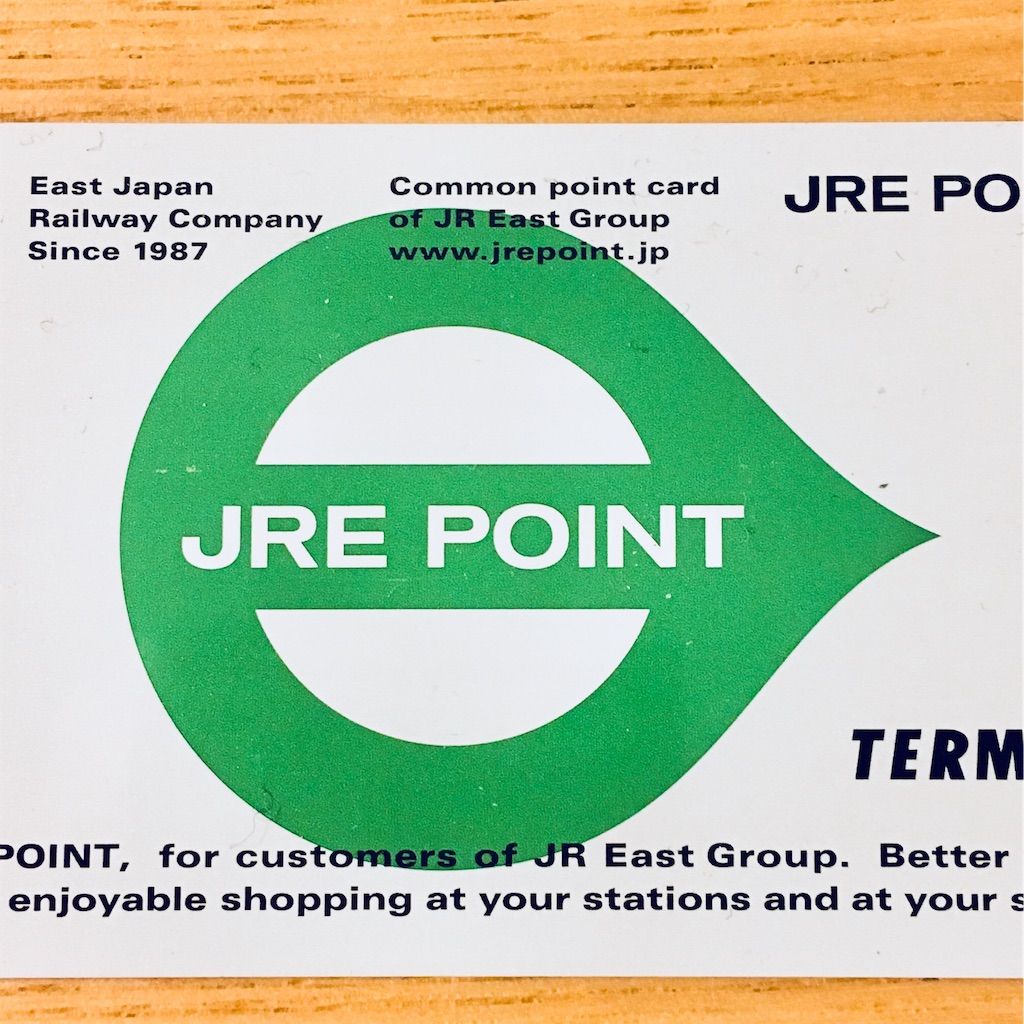 East Japan
Railway Company
Since 1987
Common point card
of JR East Group
www.jrepoint.jp
JRE PO
JRE POINT
TERM
POINT, for customers of JR East Group. Better
enjoyable shopping at your stations and at your s